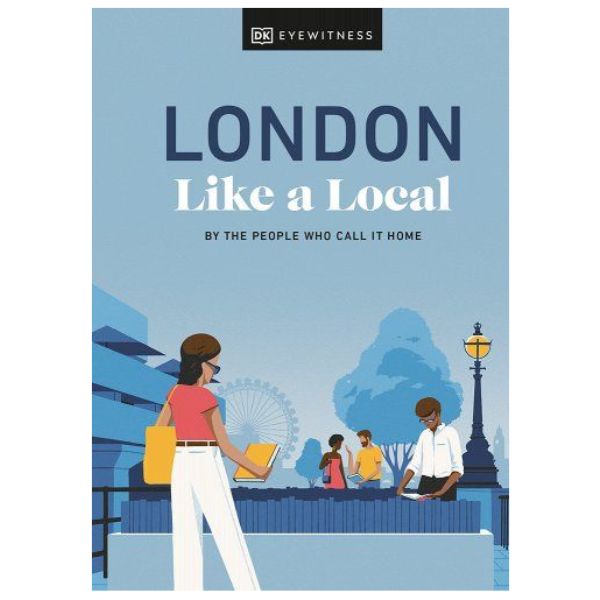 DK EYEWITNESS
LONDON
Like a Local
BY THE PEOPLE WHO CALL IT HOME